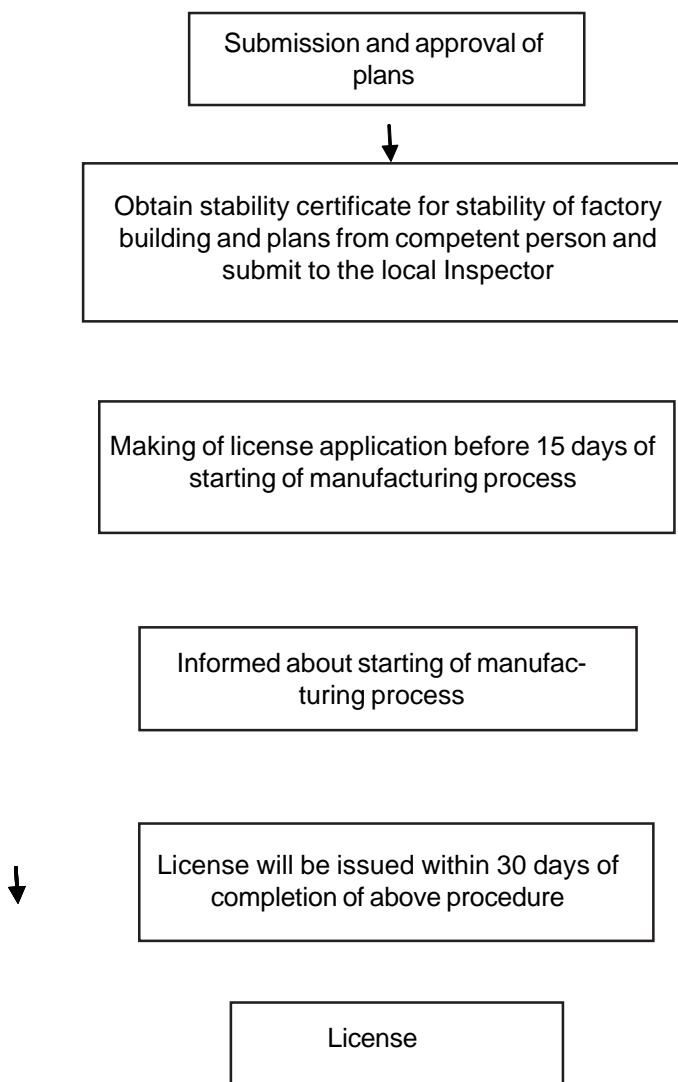 Submission and approval of
plans
Obtain stability certificate for stability of factory
building and plans from competent person and
submit to the local Inspector
Making of license application before 15 days of
starting of manufacturing process
Informed about starting of manufac-
turing process
License will be issued within 30 days of
completion of above procedure
License